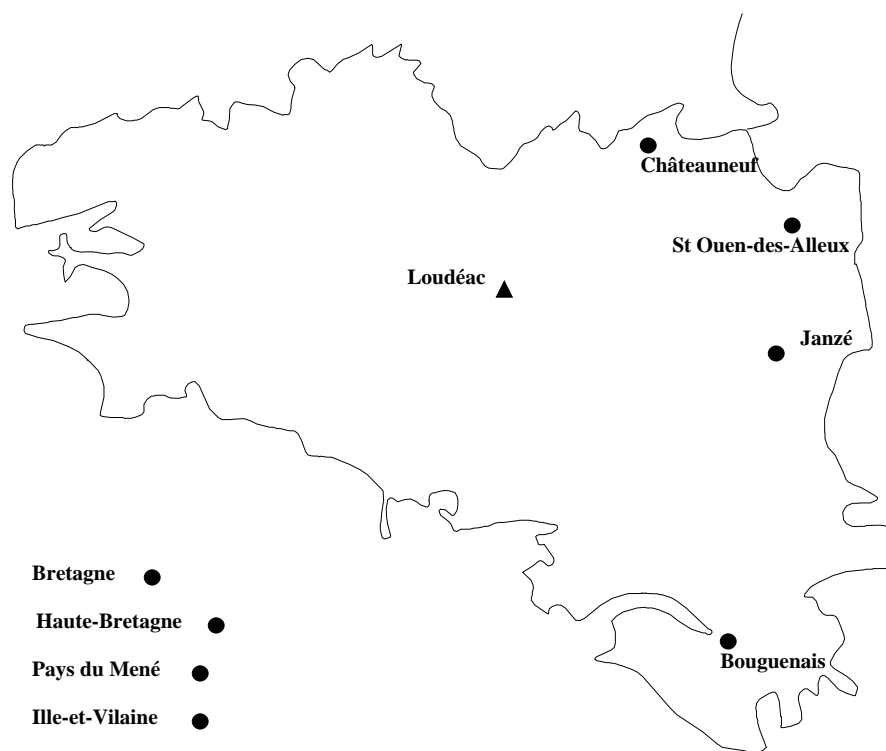 Châteauneuf
St Ouen-des-Alleux
Loudéac
Janzé
Bretagne
Haute-Bretagne
Pays du Mené
Bouguenais
Ille-et-Vilaine